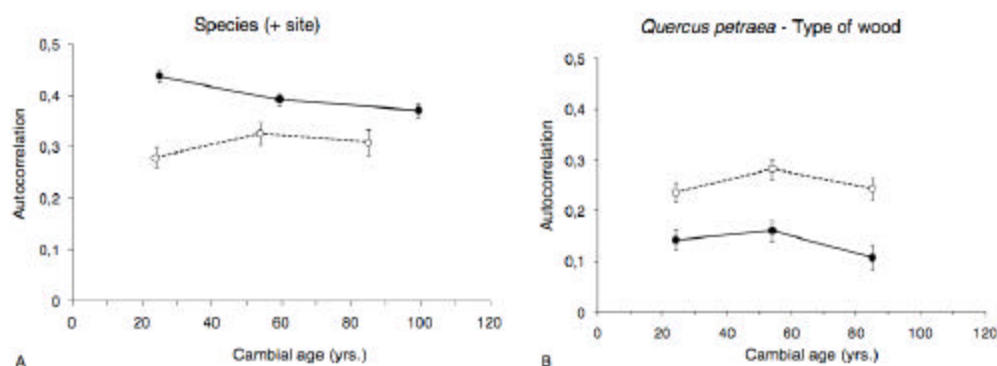 Species (+ site)
0,5
0,4
0,3
0,2
0,1
0
Autocorrelation
0 20 40 60 80 100 120
Cambial age (yrs.)
A
Quercus petraea - Type of wood
0,5
0,4
0,3
0,2
0,1
0
Autocorrelation
0 20 40 60 80 100 120
Cambial age (yrs.)
B